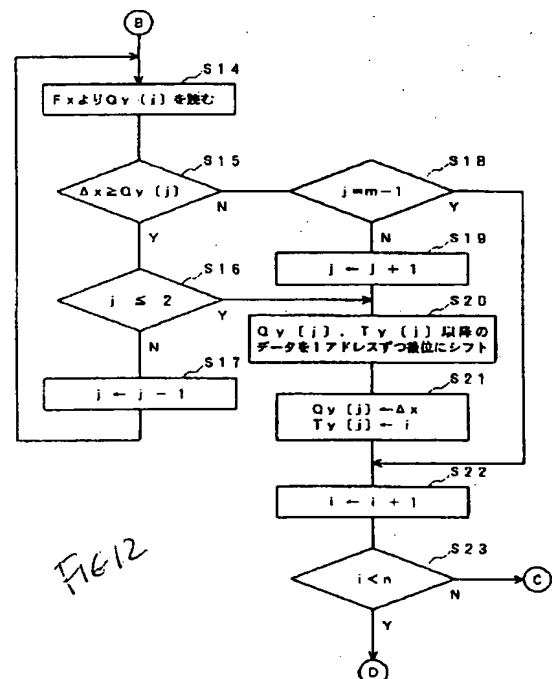 B
S14
FxよりQy(j)を読む
S15
Δx≥Qy(j)
N
Y
S18
j=m-1
Y
N
S16
j ≤ 2
Y
N
S19
j ← j + 1
S20
Qy(j)，Ty(j)以降の
データを1アドレスずつ後位にシフト
S17
j ← j - 1
S21
Qy(j)←Δx
Ty(j)← i
S22
i ← i + 1
S23
i<n
N
C
Y
D
FIG12